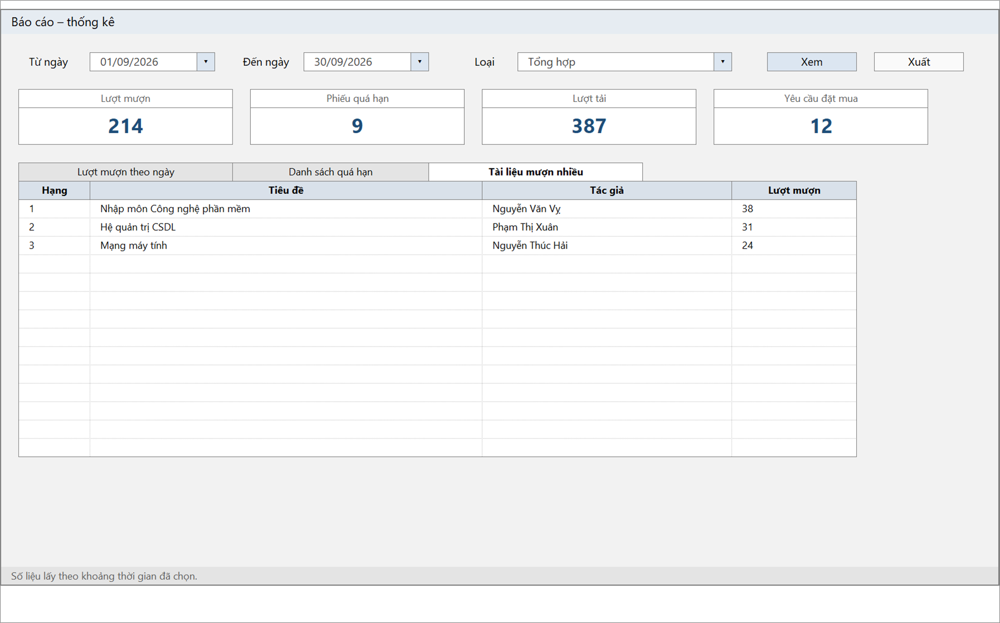 Báo cáo – thống kê
Từ ngày 01/09/2026 Đến ngày 30/09/2026 Loại Tổng hợp Xem Xuất
Lượt mượn Phiếu quá hạn Lượt tải Yêu cầu đặt mua
214 9 387 12
Lượt mượn theo ngày Danh sách quá hạn Tài liệu mượn nhiều
Hạng Tiêu đề Tác giả Lượt mượn
1 Nhập môn Công nghệ phần mềm Nguyễn Văn Vỵ 38
2 Hệ quản trị CSDL Phạm Thị Xuân 31
3 Mạng máy tính Nguyễn Thúc Hải 24
Số liệu lấy theo khoảng thời gian đã chọn.